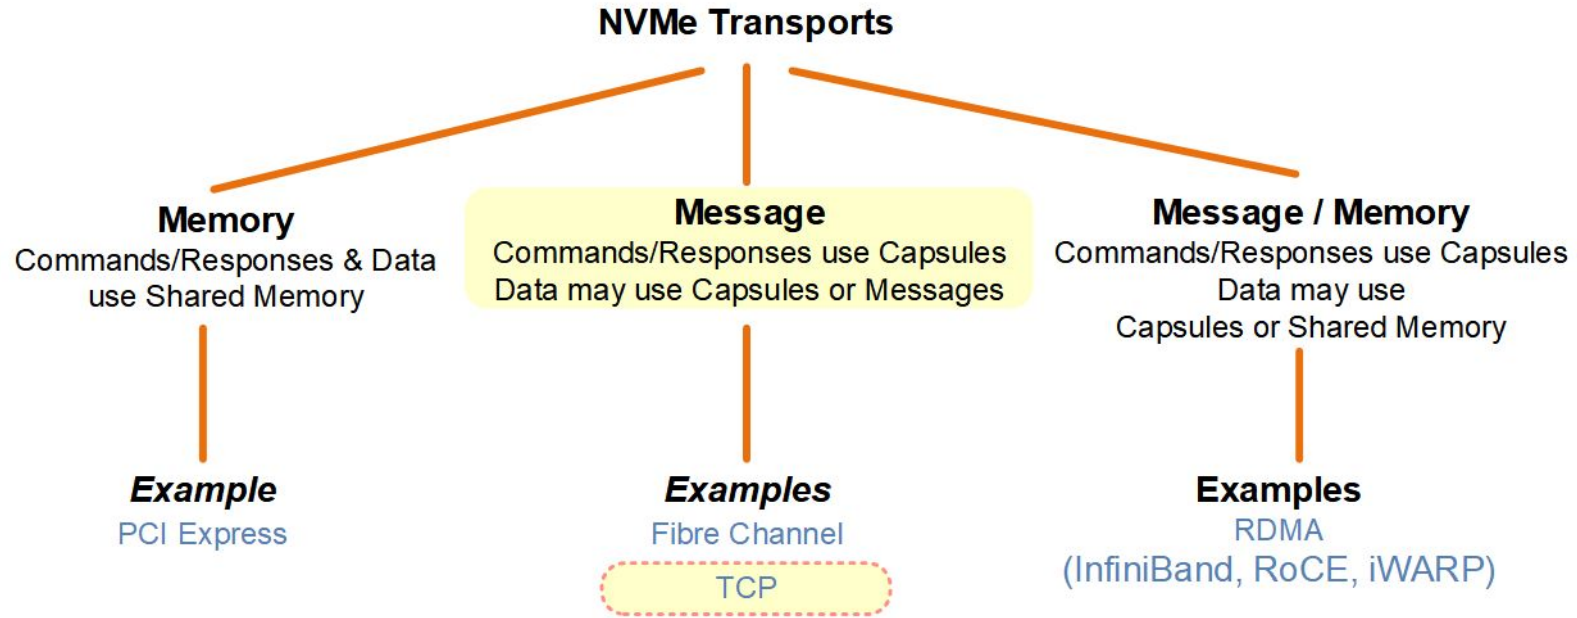 NVMe Transports
Memory
Commands/Responses & Data
use Shared Memory
Example
PCI Express
Message
Commands/Responses use Capsules
Data may use Capsules or Messages
Examples
Fibre Channel
TCP
Message / Memory
Commands/Responses use Capsules
Data may use
Capsules or Shared Memory
Examples
RDMA
(InfiniBand, RoCE, iWARP)